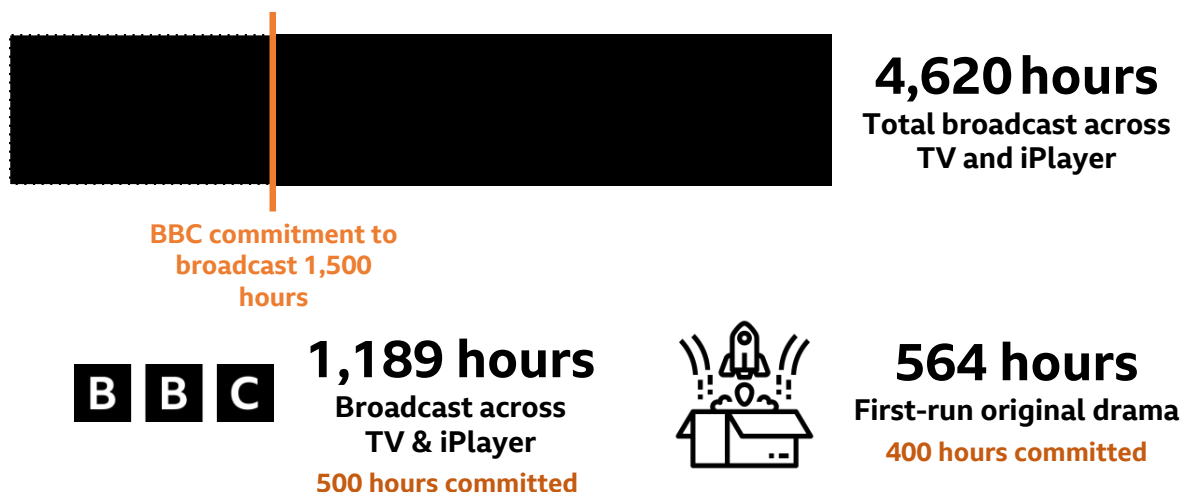 4,620 hours
Total broadcast across
TV and iPlayer
BBC commitment to
broadcast 1,500
hours
BBC
1,189 hours
Broadcast across
TV & iPlayer
500 hours committed
564 hours
First-run original drama
400 hours committed